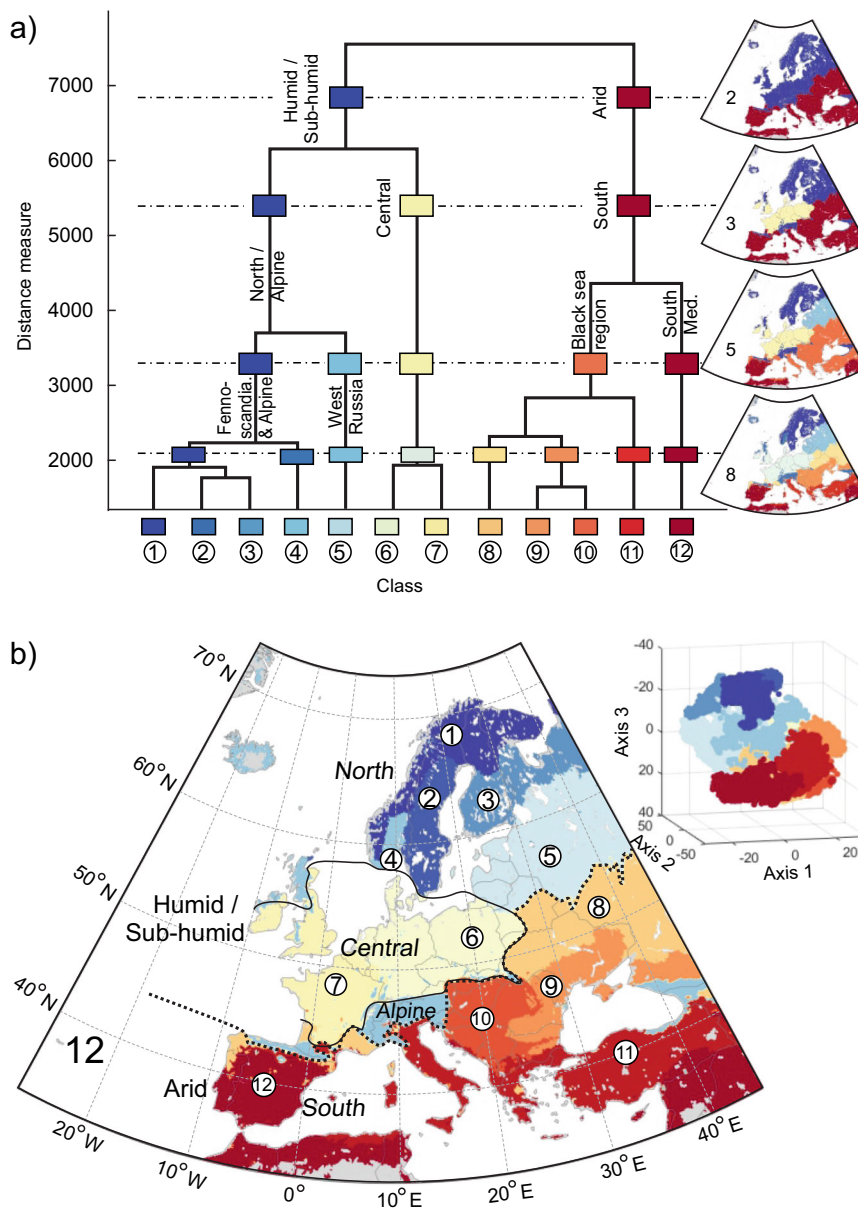 a)
Distance measure
7000
6000
5000
4000
3000
2000
Humid /
Sub-humid
Arid
Central
South
North /
Alpine
Black sea
region
South
Med.
Fenno-
scandia.
& Alpine
West
Russia
2
3
5
8
1 2 3 4 5 6 7 8 9 10 11 12
Class
b)
70°N
60°N
50°N
40°N
North
Humid /
Sub-humid
Central
Alpine
Arid
South
12
1
2
3
4
5
6
7
8
9
10
11
12
20°W
10°W
0°
10°E
20°E
30°E
40°E
-40
-20
0
20
40
Axis 3
50
0
-50
Axis 2
-20
0
20
Axis 1